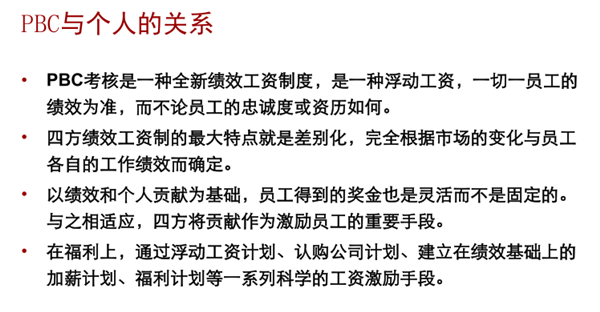 PBC与个人的关系
• PBC考核是一种全新绩效工资制度，是一种浮动工资，一切一员工的
绩效为准，而不论员工的忠诚度或资历如何。
• 四方绩效工资制的最大特点就是差别化，完全根据市场的变化与员工
各自的工作绩效而确定。
• 以绩效和个人贡献为基础，员工得到的奖金也是灵活而不是固定的。
与之相适应，四方将贡献作为激励员工的重要手段。
• 在福利上，通过浮动工资计划、认购公司计划、建立在绩效基础上的
加薪计划、福利计划等一系列科学的工资激励手段。